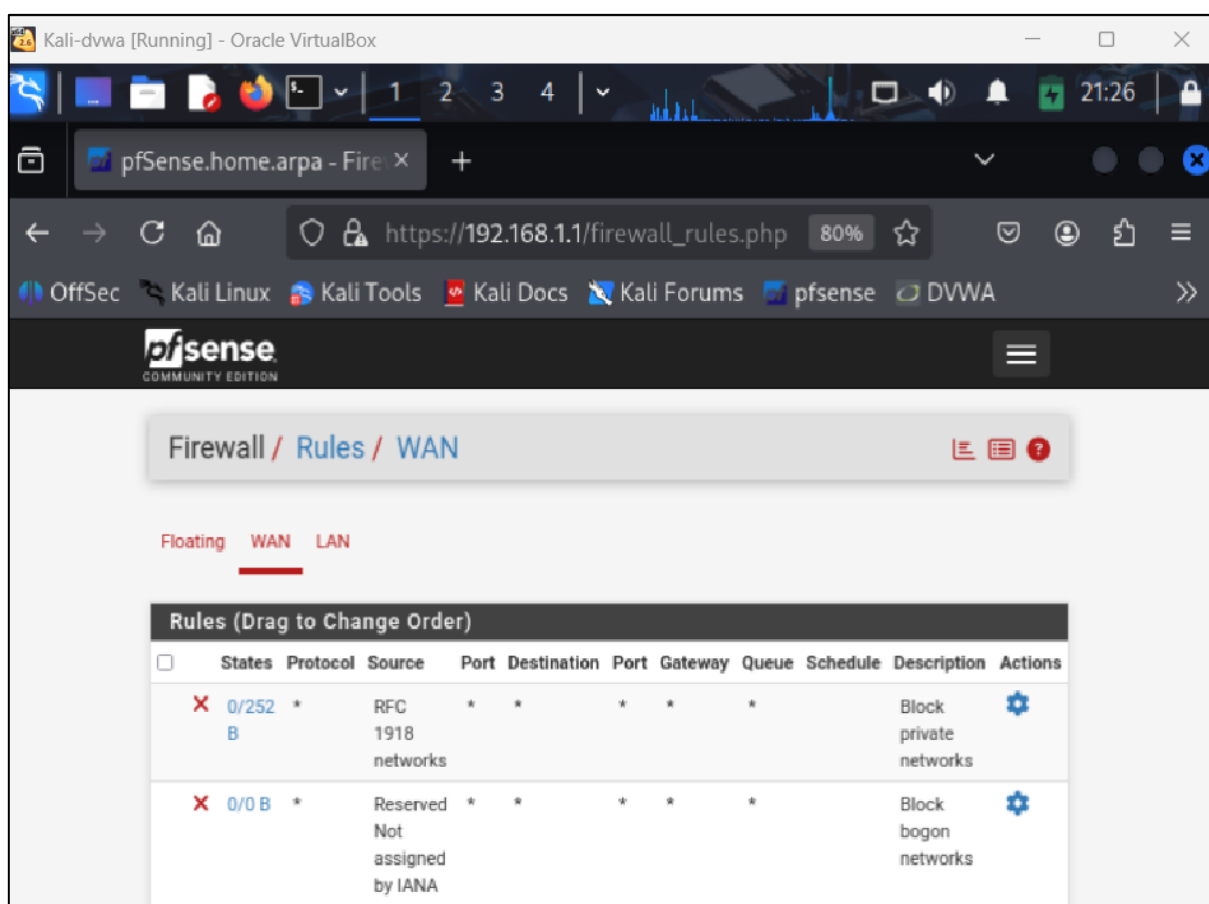 Kali-dvwa [Running] - Oracle VirtualBox
1 2 3 4 21:26
pfSense.home.arpa - Fire
https://192.168.1.1/firewall_rules.php 80%
OffSec Kali Linux Kali Tools Kali Docs Kali Forums pfsense DVWA
pfsense
COMMUNITY EDITION
Firewall / Rules / WAN
Floating WAN LAN
Rules (Drag to Change Order)
States Protocol Source Port Destination Port Gateway Queue Schedule Description Actions
0/252 * RFC * * * * * Block
B 1918 private
networks networks
0/0 B * Reserved * * * * * Block
Not bogon
assigned networks
by IANA